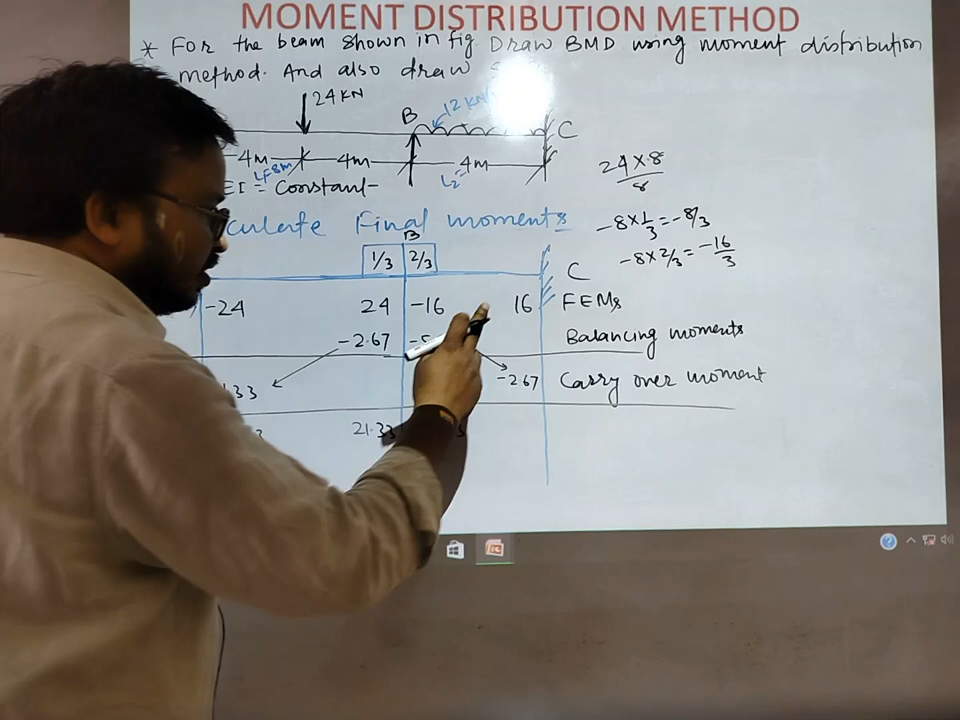 MOMENT DISTRIBUTION METHOD
* For the beam shown in fig Draw BMD using moment distribution
method. And also draw
24 KN
B
12 KN/
C
4m
4m
4m
L1=8m
L2=
24 × 8
8
EI = Constant
-8 × 1/3 = -8/3
-8 × 2/3 = -16/3
culate Final moments
B
1/3 2/3
C
-24 24 -16 16 FEMs
-2.67 Balancing moments
.33 -2.67 Carry over moment
21.33